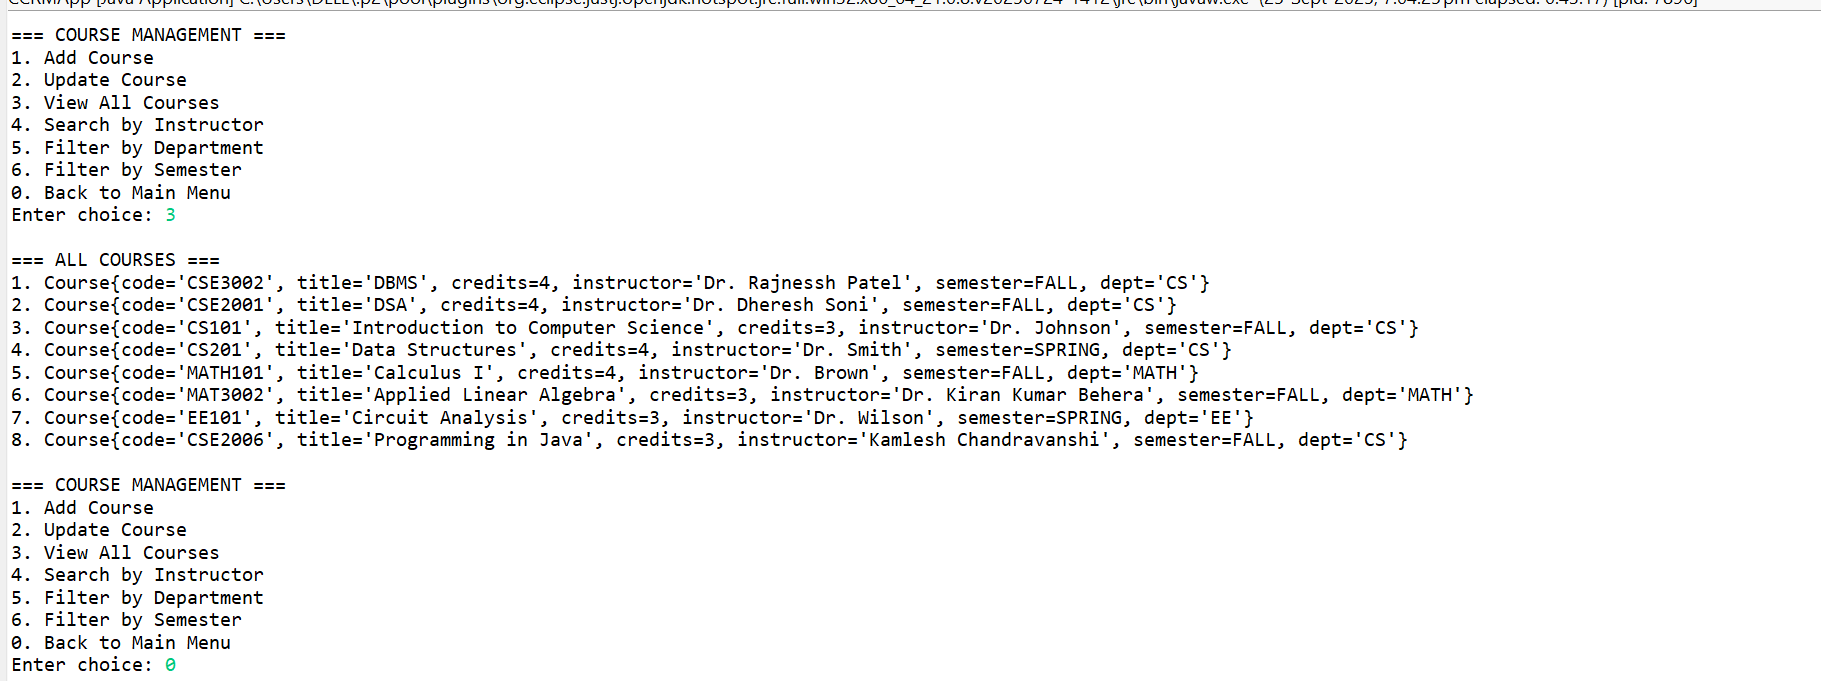 === COURSE MANAGEMENT ===
1. Add Course
2. Update Course
3. View All Courses
4. Search by Instructor
5. Filter by Department
6. Filter by Semester
0. Back to Main Menu
Enter choice: 3
=== ALL COURSES ===
1. Course{code='CSE3002', title='DBMS', credits=4, instructor='Dr. Rajnessh Patel', semester=FALL, dept='CS'}
2. Course{code='CSE2001', title='DSA', credits=4, instructor='Dr. Dheresh Soni', semester=FALL, dept='CS'}
3. Course{code='CS101', title='Introduction to Computer Science', credits=3, instructor='Dr. Johnson', semester=FALL, dept='CS'}
4. Course{code='CS201', title='Data Structures', credits=4, instructor='Dr. Smith', semester=SPRING, dept='CS'}
5. Course{code='MATH101', title='Calculus I', credits=4, instructor='Dr. Brown', semester=FALL, dept='MATH'}
6. Course{code='MAT3002', title='Applied Linear Algebra', credits=3, instructor='Dr. Kiran Kumar Behera', semester=FALL, dept='MATH'}
7. Course{code='EE101', title='Circuit Analysis', credits=3, instructor='Dr. Wilson', semester=SPRING, dept='EE'}
8. Course{code='CSE2006', title='Programming in Java', credits=3, instructor='Kamlesh Chandravanshi', semester=FALL, dept='CS'}
=== COURSE MANAGEMENT ===
1. Add Course
2. Update Course
3. View All Courses
4. Search by Instructor
5. Filter by Department
6. Filter by Semester
0. Back to Main Menu
Enter choice: 0